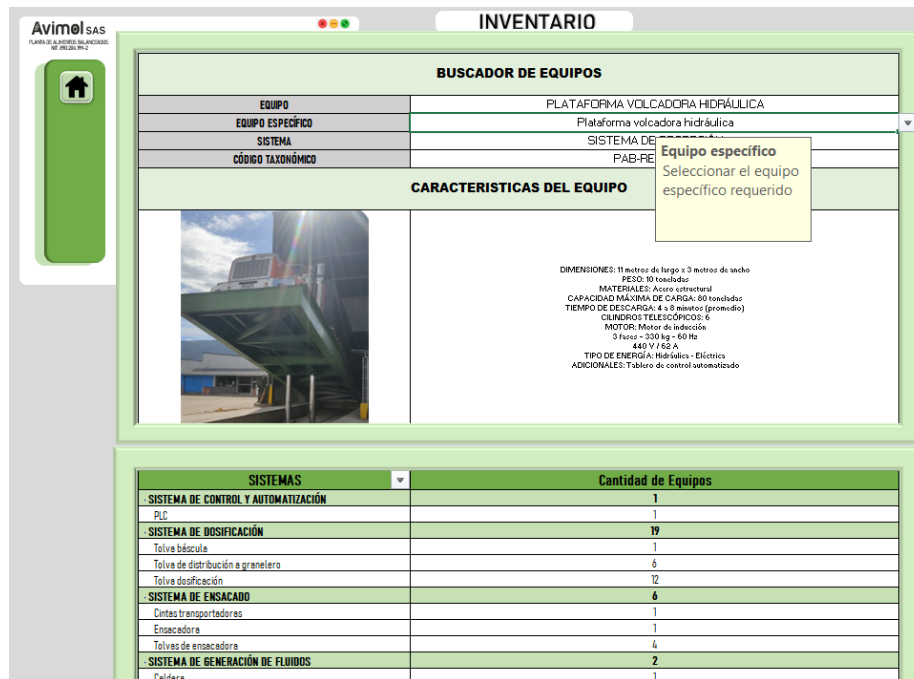 Avimol SAS
PLANTA DE ALIMENTOS BALANCEADOS
INVENTARIO
BUSCADOR DE EQUIPOS
EQUIPO PLATAFORMA VOLCADORA HIDRÁULICA
EQUIPO ESPECÍFICO Plataforma volcadora hidráulica
SISTEMA SISTEMA DE
CÓDIGO TAXONÓMICO PAB-RE
Equipo específico
Seleccionar el equipo
específico requerido
CARACTERISTICAS DEL EQUIPO
DIMENSIONES: 11 metros de largo x 3 metros de ancho
PESO: 10 toneladas
MATERIALES: Acero estructural
CAPACIDAD MÁXIMA DE CARGA: 80 toneladas
TIEMPO DE DESCARGA: 4 a 8 minutos (promedio)
CILINDROS TELESCÓPICOS: 6
MOTOR: Motor de inducción
3 fases - 330 kg - 60 Hz
440 V / 62 A
TIPO DE ENERGÍA: Hidráulica - Eléctrica
ADICIONALES: Tablero de control automatizado
SISTEMAS Cantidad de Equipos
- SISTEMA DE CONTROL Y AUTOMATIZACIÓN 1
PLC 1
- SISTEMA DE DOSIFICACIÓN 19
Tolva báscula 1
Tolva de distribución a granelero 6
Tolva dosificación 12
- SISTEMA DE ENSACADO 6
Cintas transportadoras 1
Ensacadora 1
Tolvas de ensacadora 4
- SISTEMA DE GENERACIÓN DE FLUIDOS 2
Caldera 1